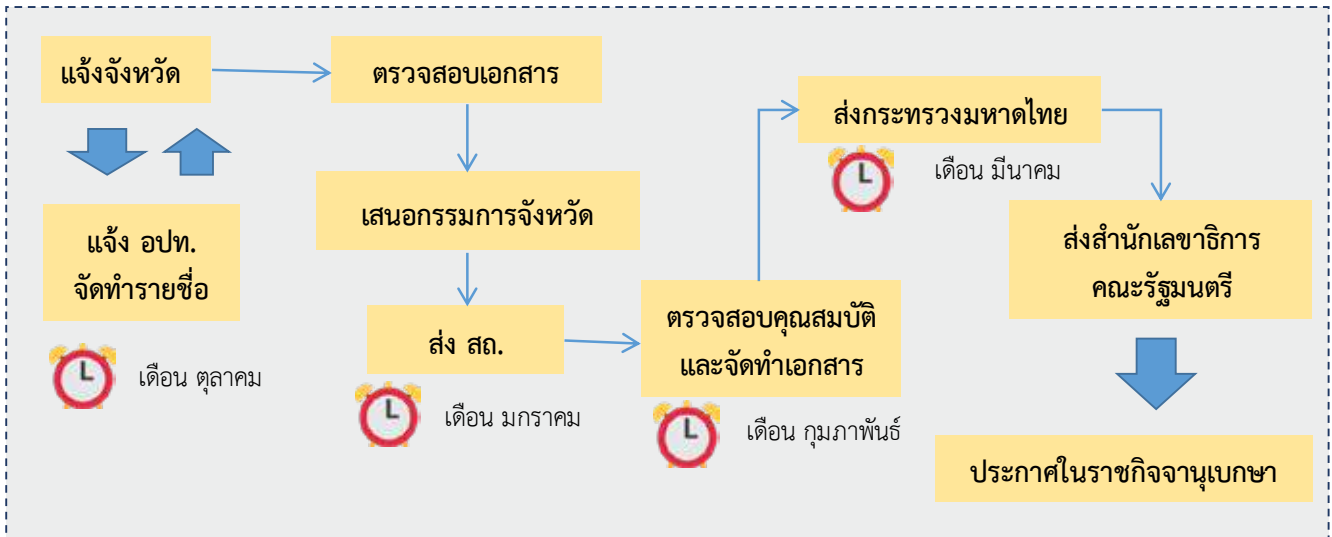 แจ้งจังหวัด
ตรวจสอบเอกสาร
ส่งกระทรวงมหาดไทย
เดือน มีนาคม
เสนอกรรมการจังหวัด
แจ้ง อปท.
จัดทำรายชื่อ
เดือน ตุลาคม
ส่ง สถ.
เดือน มกราคม
ตรวจสอบคุณสมบัติ
และจัดทำเอกสาร
เดือน กุมภาพันธ์
ส่งสำนักเลขาธิการ
คณะรัฐมนตรี
ประกาศในราชกิจจานุเบกษา